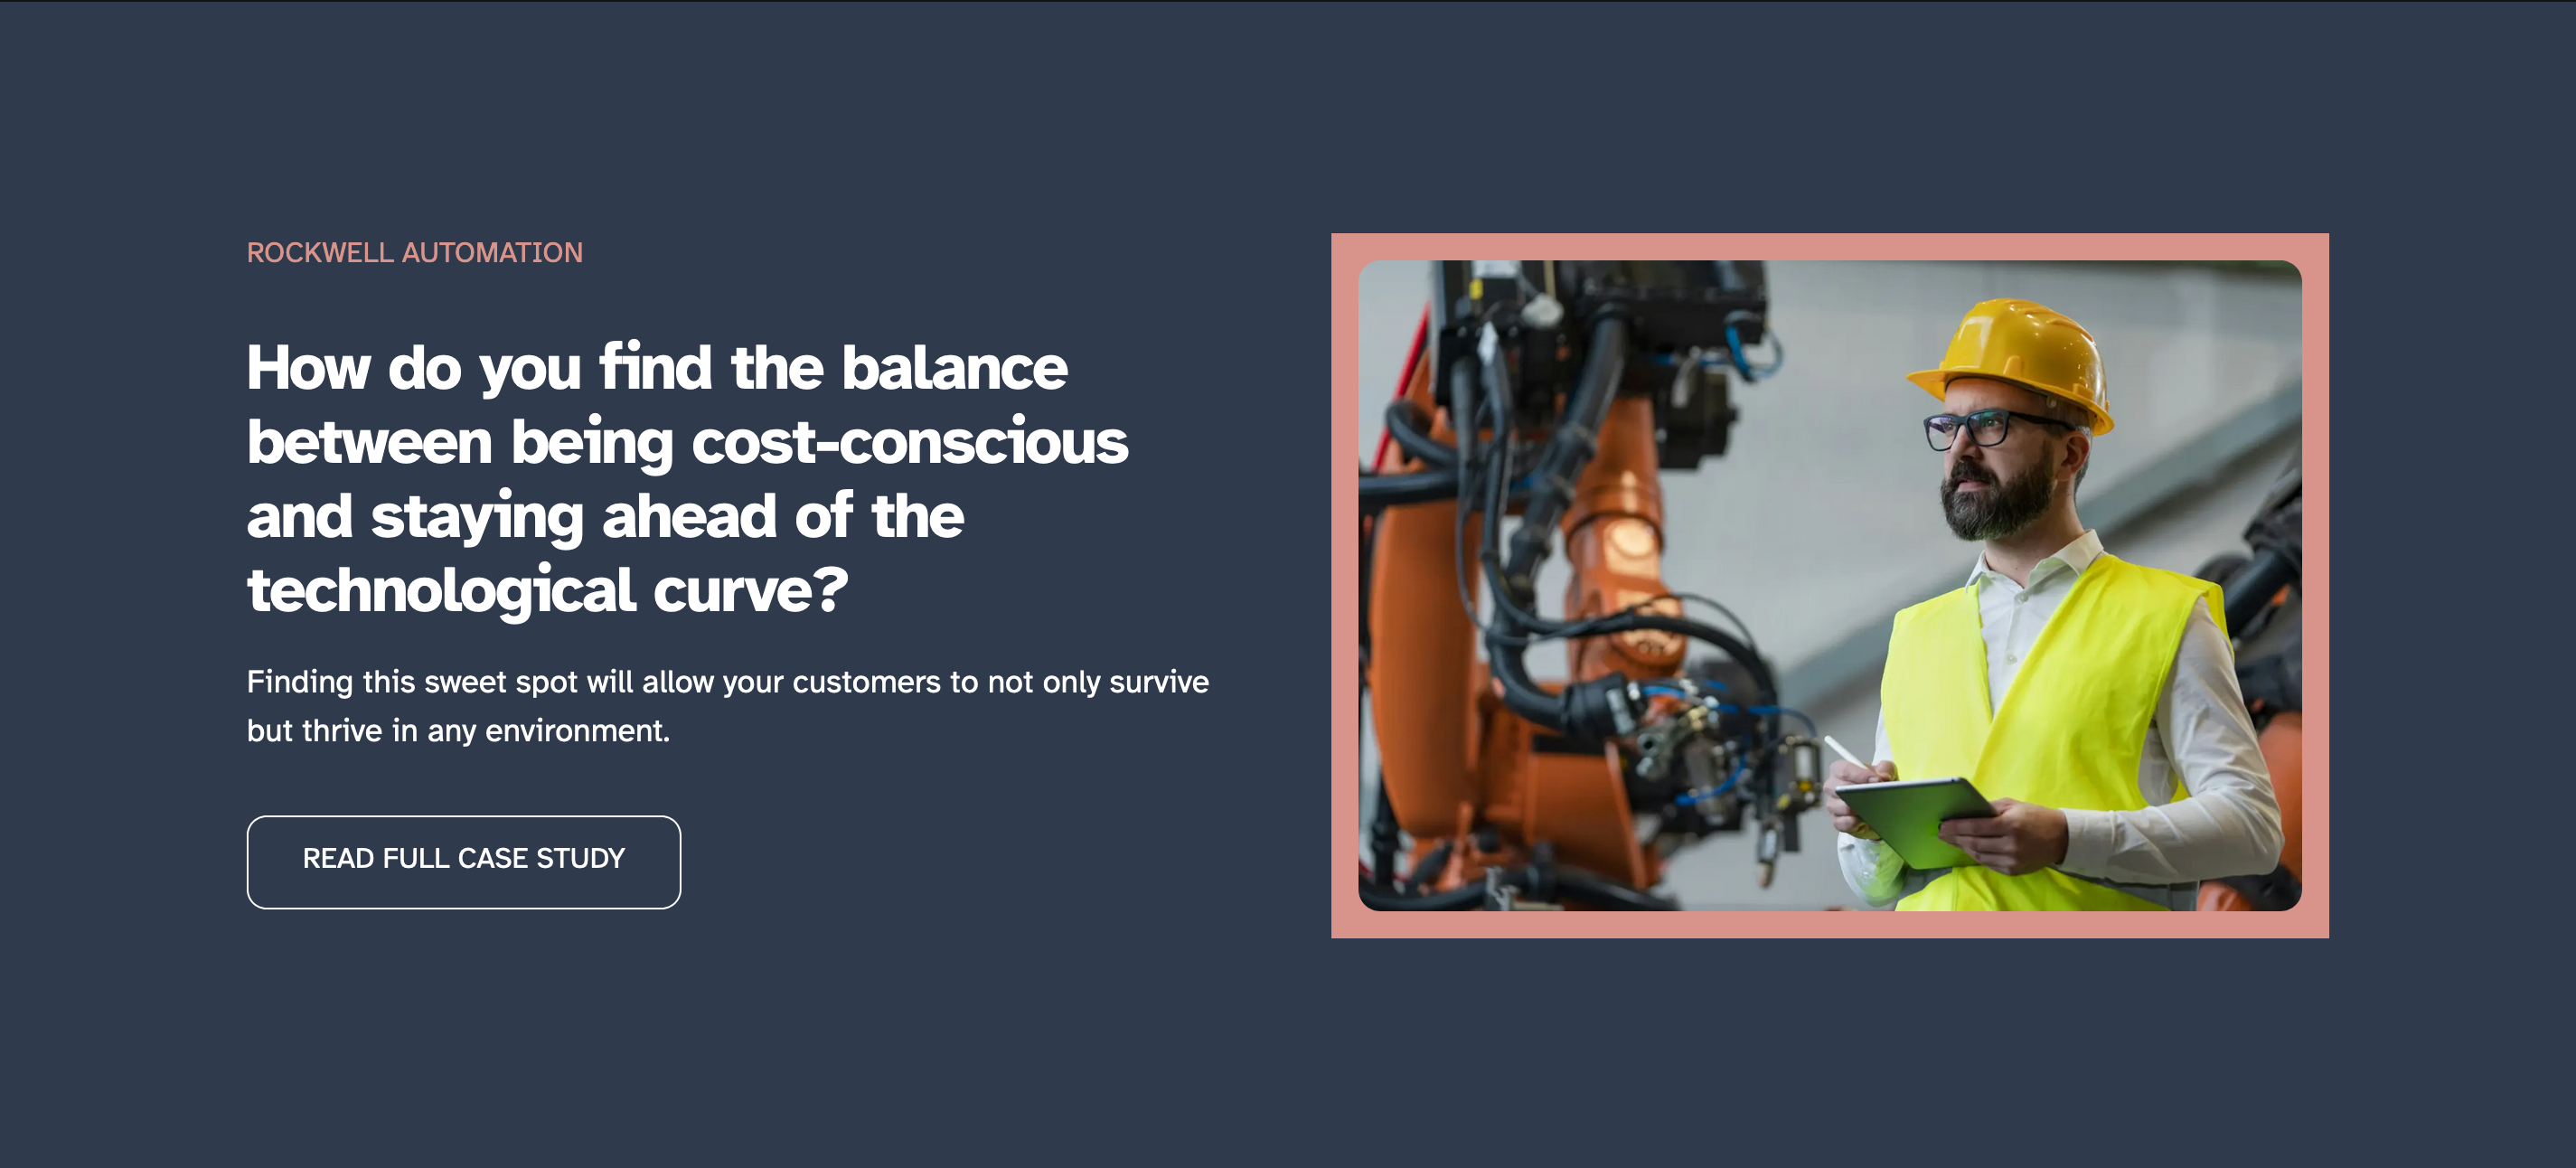 ROCKWELL AUTOMATION
How do you find the balance
between being cost-conscious
and staying ahead of the
technological curve?
Finding this sweet spot will allow your customers to not only survive
but thrive in any environment.
READ FULL CASE STUDY